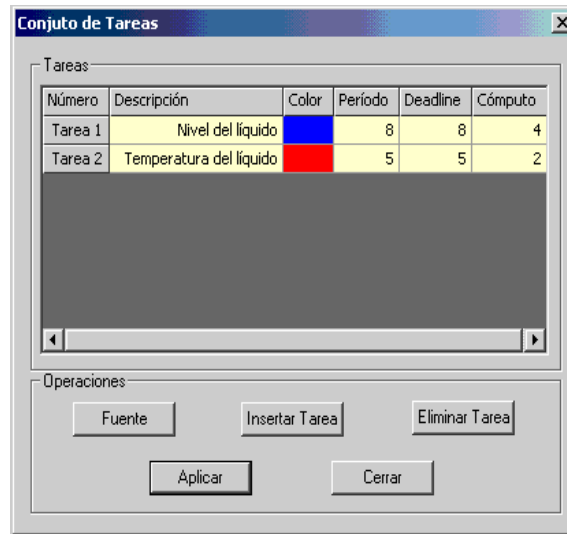 Conjuto de Tareas
Tareas
Número Descripción Color Período Deadline Cómputo
Tarea 1 Nivel del líquido 8 8 4
Tarea 2 Temperatura del líquido 5 5 2
Operaciones
Fuente Insertar Tarea Eliminar Tarea
Aplicar Cerrar